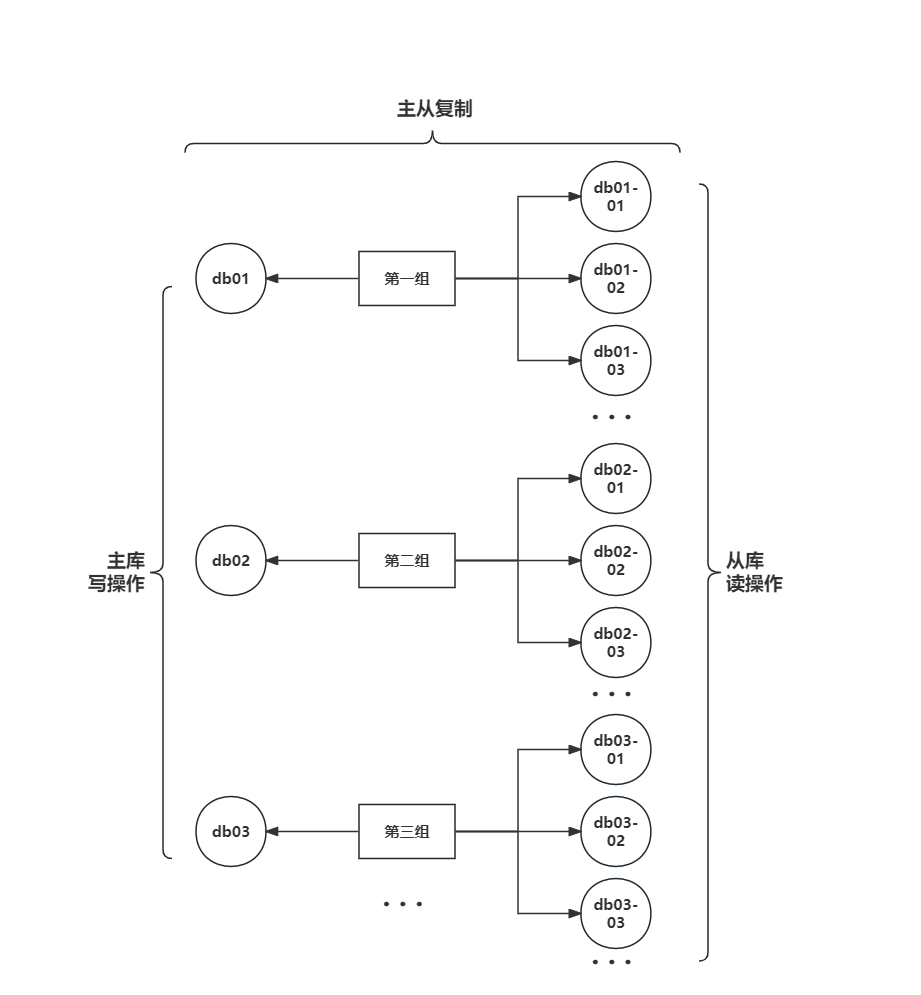 主从复制
db01-
01
db01
第一组
db01-
02
db01-
03
...
db02-
01
主库
写操作
db02
第二组
db02-
02
从库
读操作
db02-
03
...
db03-
01
db03
第三组
db03-
02
...
db03-
03
...